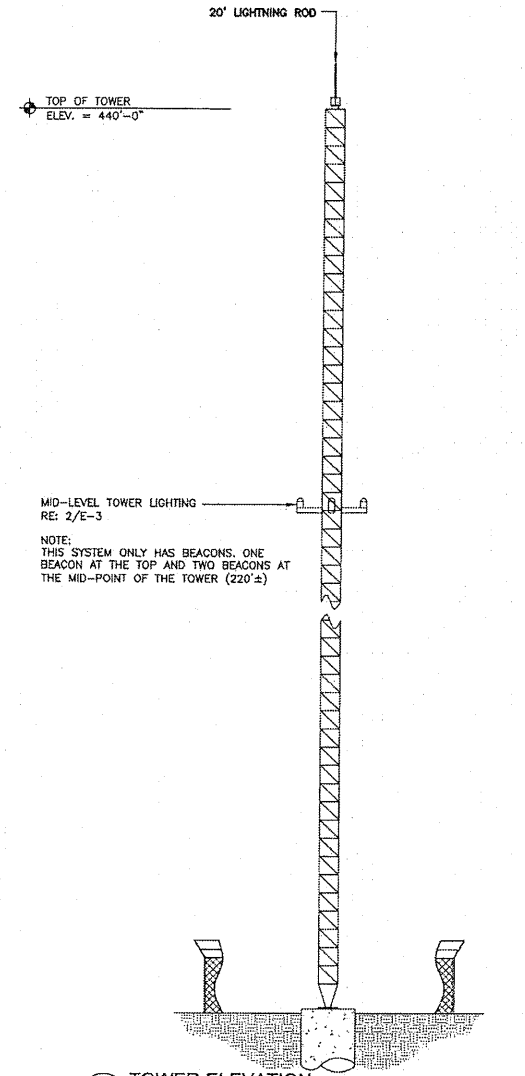 20' LIGHTNING ROD
TOP OF TOWER
ELEV. = 440'-0"
MID-LEVEL TOWER LIGHTING
RE: 2/E-3
NOTE:
THIS SYSTEM ONLY HAS BEACONS. ONE
BEACON AT THE TOP AND TWO BEACONS AT
THE MID-POINT OF THE TOWER (220'±)
TOWER ELEVATION